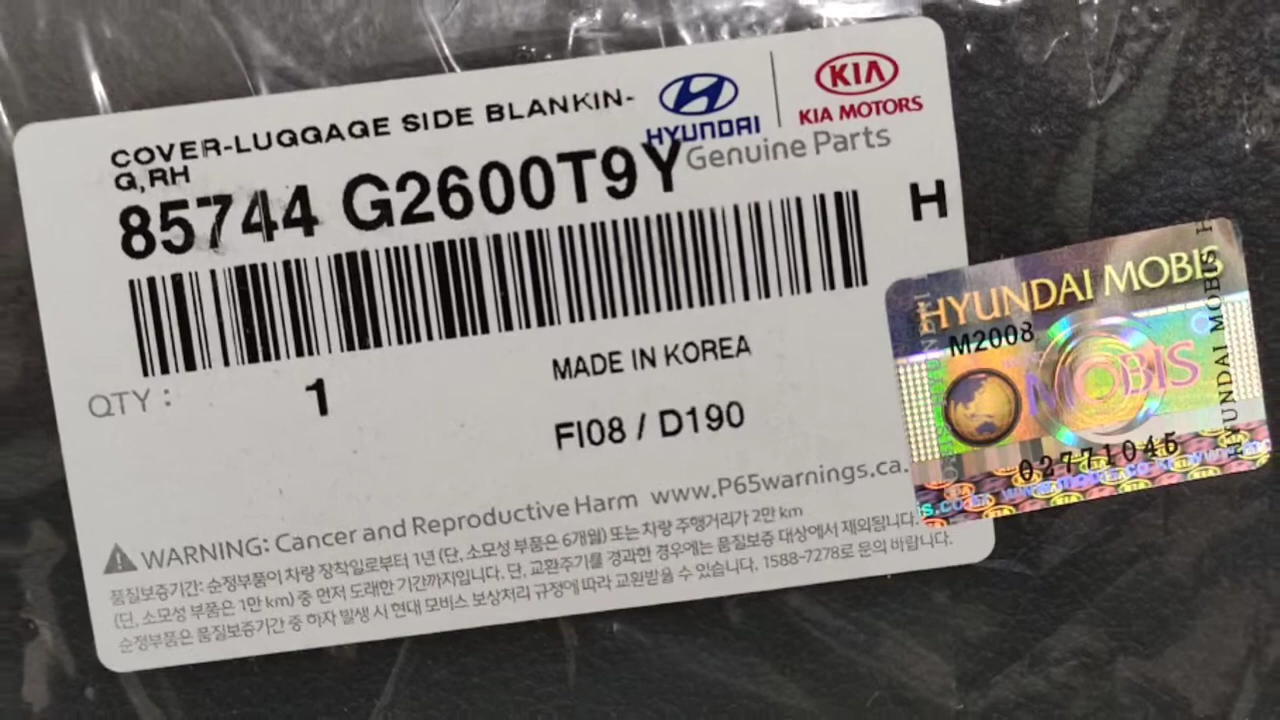 COVER-LUGGAGE SIDE BLANKIN-
G,RH
HYUNDAI
KIA
KIA MOTORS
Genuine Parts
85744 G2600T9Y
H
QTY : 1
MADE IN KOREA
FI08 / D190
WARNING: Cancer and Reproductive Harm www.P65warnings.ca.
품질보증기간: 순정부품이 차량 장착일로부터 1년 (단, 소모성 부품은 6개월) 또는 차량 주행거리가 2만 km
(단, 소모성 부품은 1만 km) 중 먼저 도래한 기간까지입니다. 단, 교환주기를 경과한 경우에는 품질보증 대상에서 제외됩니다.
순정부품은 품질보증기간 중 하자 발생 시 현대 모비스 보상처리 규정에 따라 교환받을 수 있습니다. 1588-7278로 문의 바랍니다.
HYUNDAI MOBIS
M2008
MOBIS
02771045
HYUNDAI MOBIS H